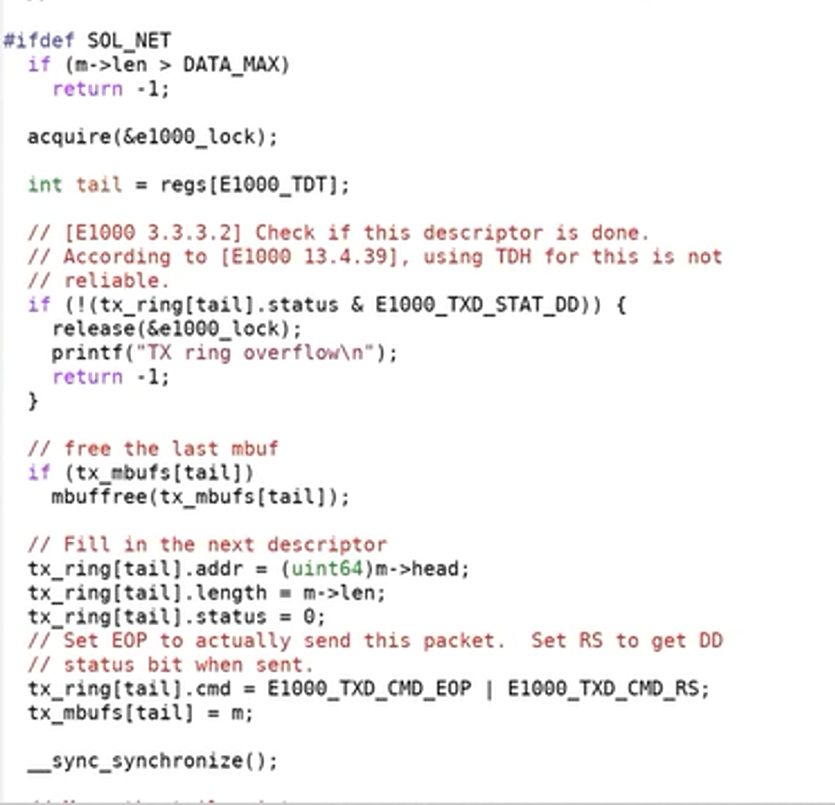 #ifdef SOL_NET
if (m->len > DATA_MAX)
return -1;
acquire(&e1000_lock);
int tail = regs[E1000_TDT];
// [E1000 3.3.3.2] Check if this descriptor is done.
// According to [E1000 13.4.39], using TDH for this is not
// reliable.
if (!(tx_ring[tail].status & E1000_TXD_STAT_DD)) {
release(&e1000_lock);
printf("TX ring overflow\n");
return -1;
}
// free the last mbuf
if (tx_mbufs[tail])
mbuffree(tx_mbufs[tail]);
// Fill in the next descriptor
tx_ring[tail].addr = (uint64)m->head;
tx_ring[tail].length = m->len;
tx_ring[tail].status = 0;
// Set EOP to actually send this packet.  Set RS to get DD
// status bit when sent.
tx_ring[tail].cmd = E1000_TXD_CMD_EOP | E1000_TXD_CMD_RS;
tx_mbufs[tail] = m;
__sync_synchronize();